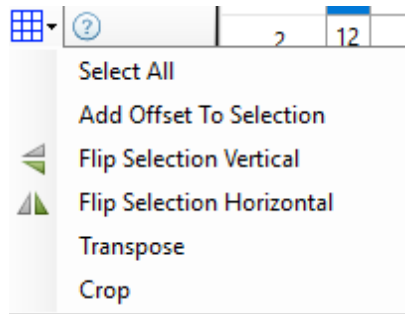 ? 2 12
Select All
Add Offset To Selection
Flip Selection Vertical
Flip Selection Horizontal
Transpose
Crop